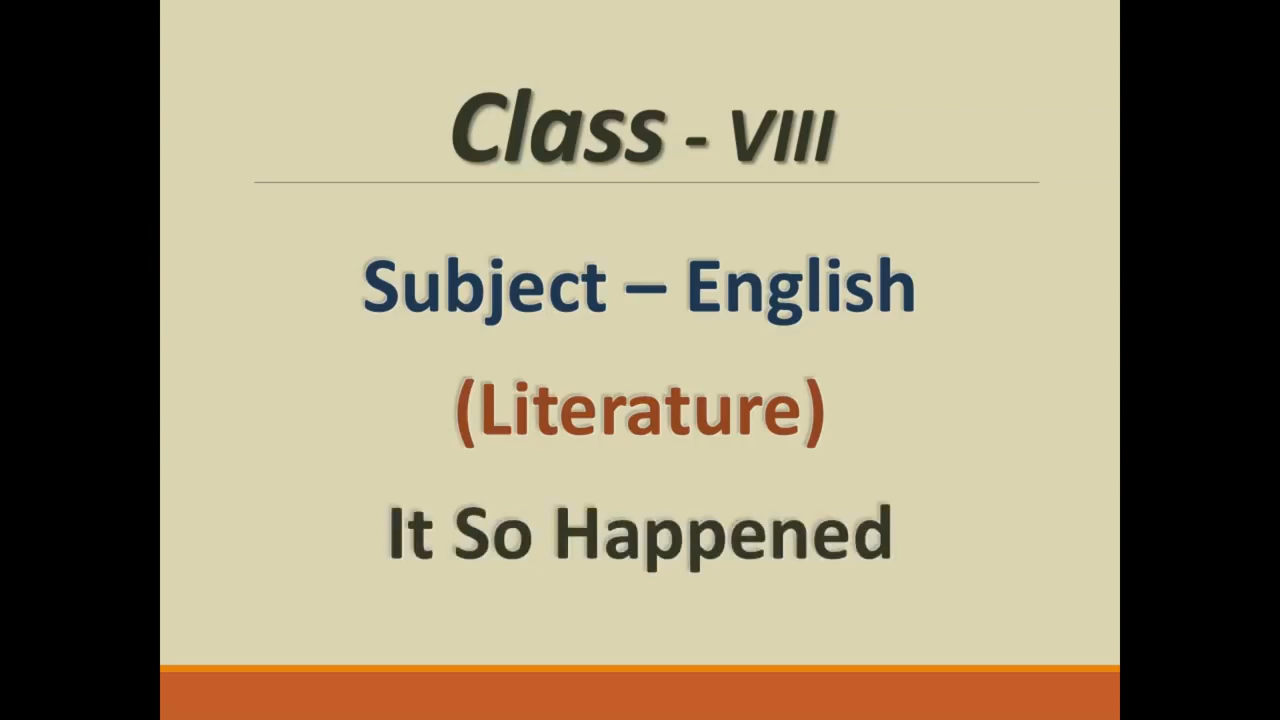 Class - VIII
Subject – English
(Literature)
It So Happened